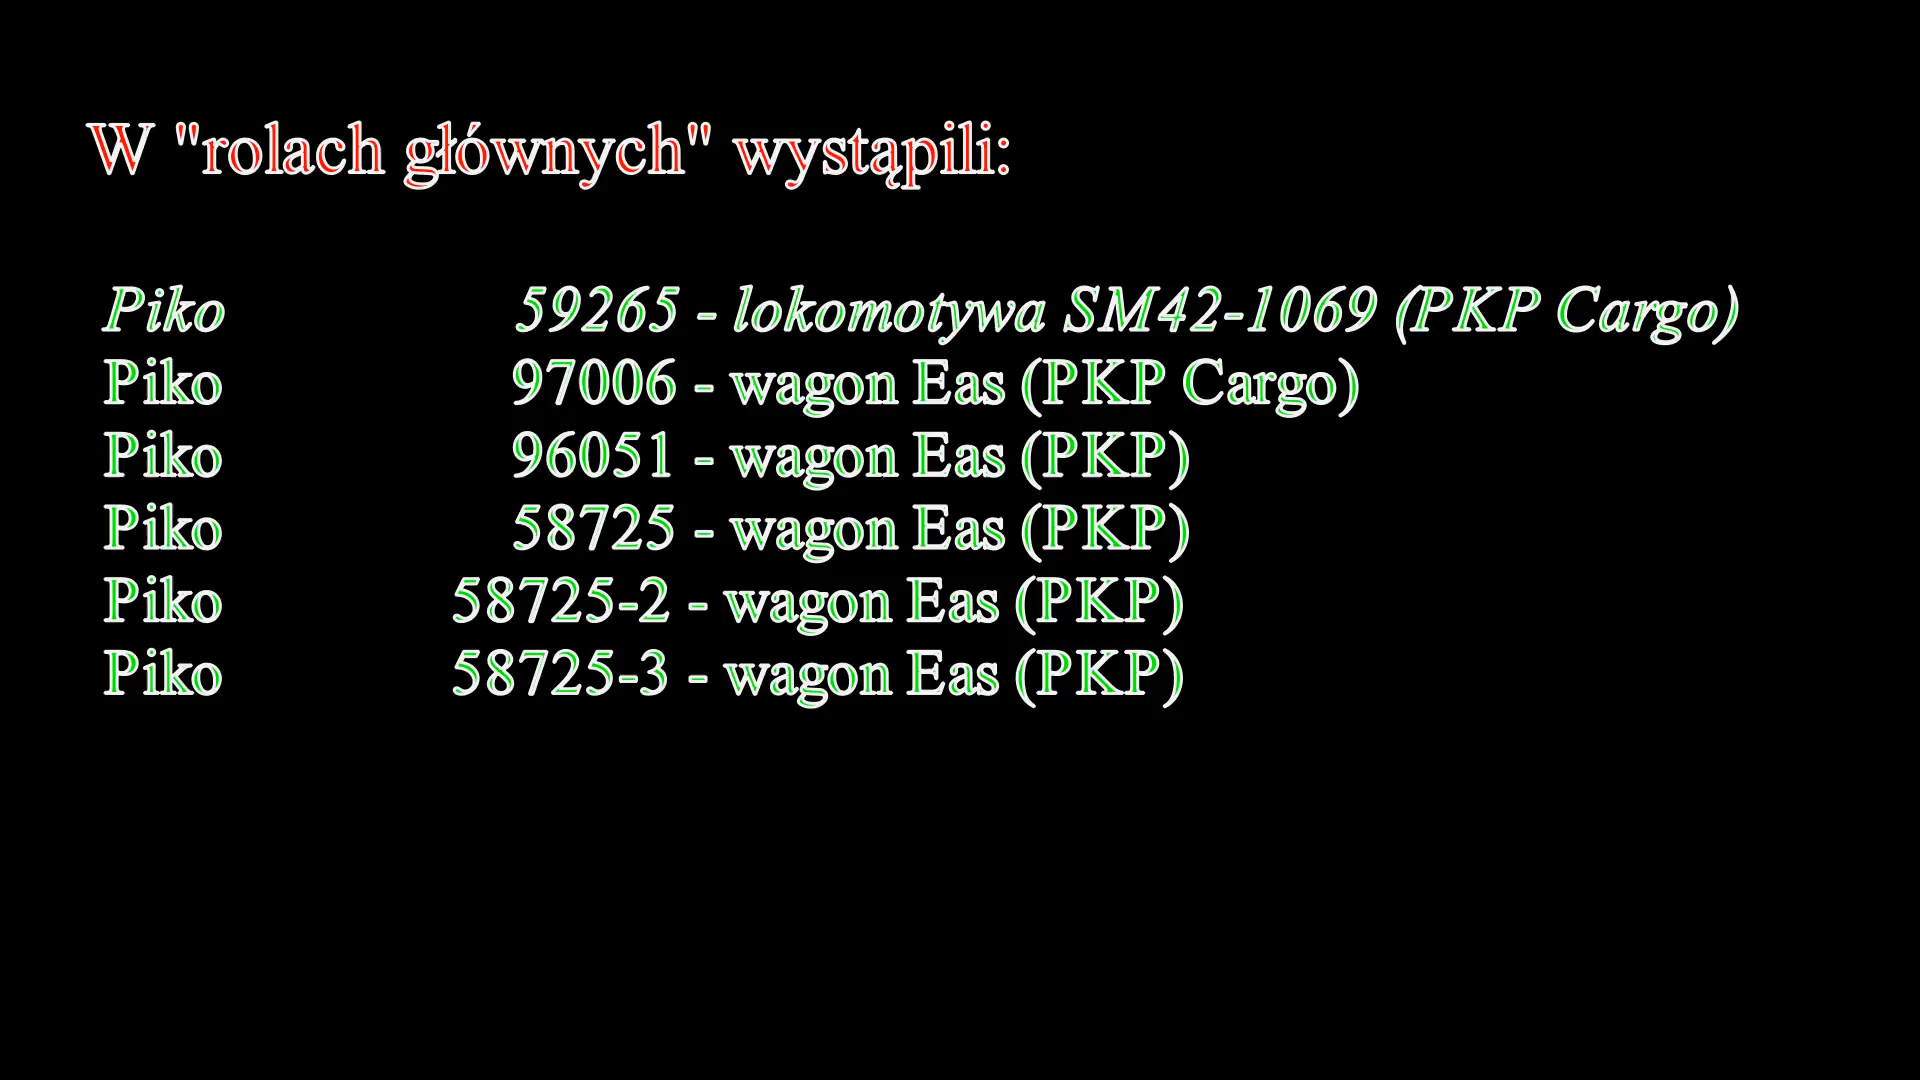 W "rolach głównych" wystąpili:
Piko 59265 - lokomotywa SM42-1069 (PKP Cargo)
Piko 97006 - wagon Eas (PKP Cargo)
Piko 96051 - wagon Eas (PKP)
Piko 58725 - wagon Eas (PKP)
Piko 58725-2 - wagon Eas (PKP)
Piko 58725-3 - wagon Eas (PKP)